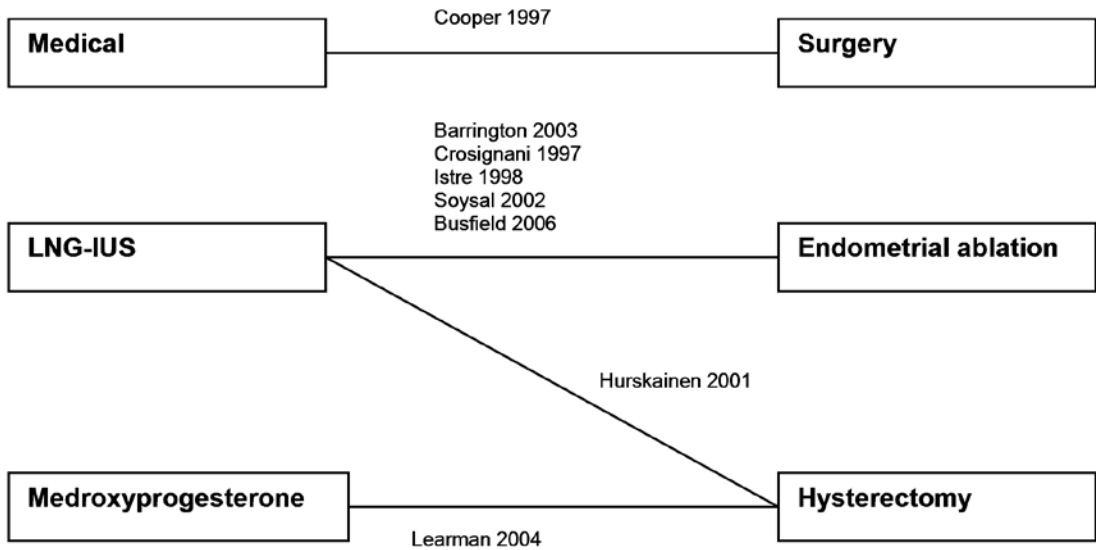 Cooper 1997
Medical
Surgery
Barrington 2003
Crosignani 1997
Istre 1998
Soysal 2002
Busfield 2006
LNG-IUS
Endometrial ablation
Hurskainen 2001
Medroxyprogesterone
Hysterectomy
Learman 2004